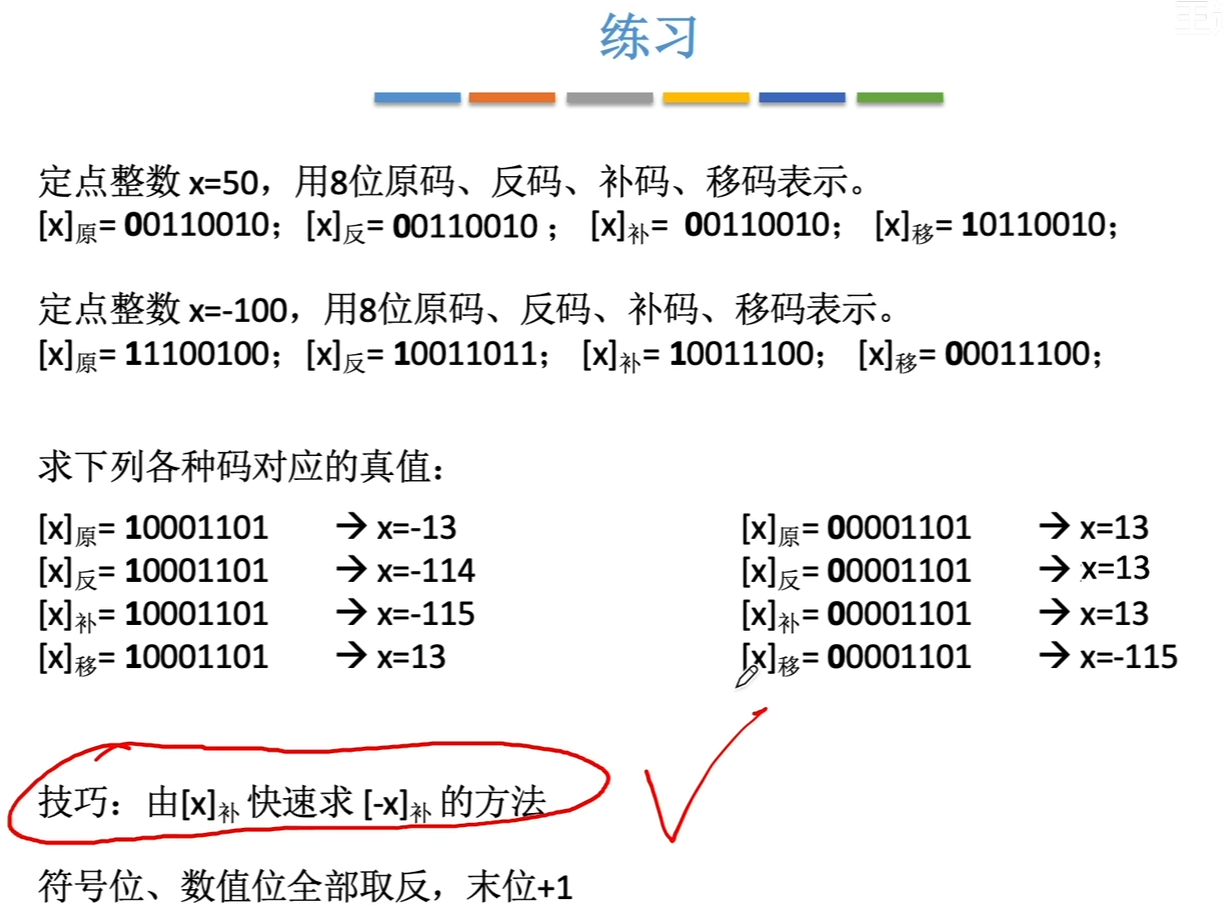 练习
定点整数 x=50，用8位原码、反码、补码、移码表示。
[x]原= 00110010；[x]反= 00110010 ； [x]补= 00110010； [x]移= 10110010；
定点整数 x=-100，用8位原码、反码、补码、移码表示。
[x]原= 11100100；[x]反= 10011011； [x]补= 10011100； [x]移= 00011100；
求下列各种码对应的真值：
[x]原= 10001101 → x=-13
[x]反= 10001101 → x=-114
[x]补= 10001101 → x=-115
[x]移= 10001101 → x=13
[x]原= 00001101 → x=13
[x]反= 00001101 → x=13
[x]补= 00001101 → x=13
[x]移= 00001101 → x=-115
技巧：由[x]补 快速求 [-x]补 的方法
符号位、数值位全部取反，末位+1